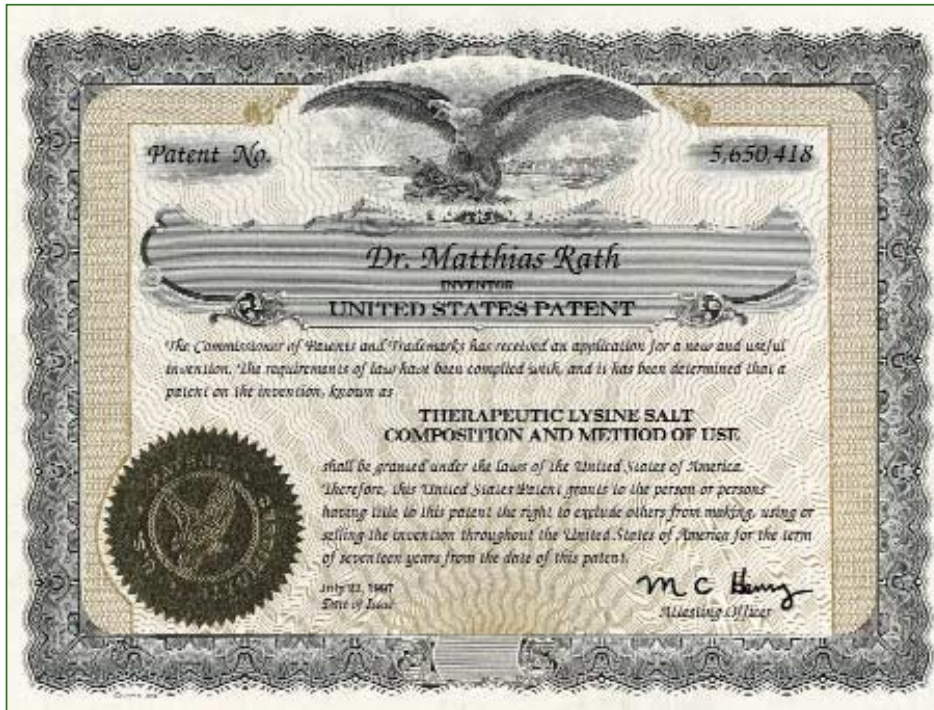 Patent No.
5,650,418
Dr. Matthias Rath
INVENTOR
UNITED STATES PATENT
The Commissioner of Patents and Trademarks has received an application for a new and useful
invention. The requirements of law have been complied with, and it has been determined that a
patent on the invention, known as
THERAPEUTIC LYSINE SALT
COMPOSITION AND METHOD OF USE
shall be granted under the laws of the United States of America.
Therefore, this United States Patent grants to the person or persons
having title to this patent the right to exclude others from making, using or
selling the invention throughout the United States of America for the term
of seventeen years from the date of this patent.
July 22, 1997
Date of Issue
M C Henry
Attesting Officer